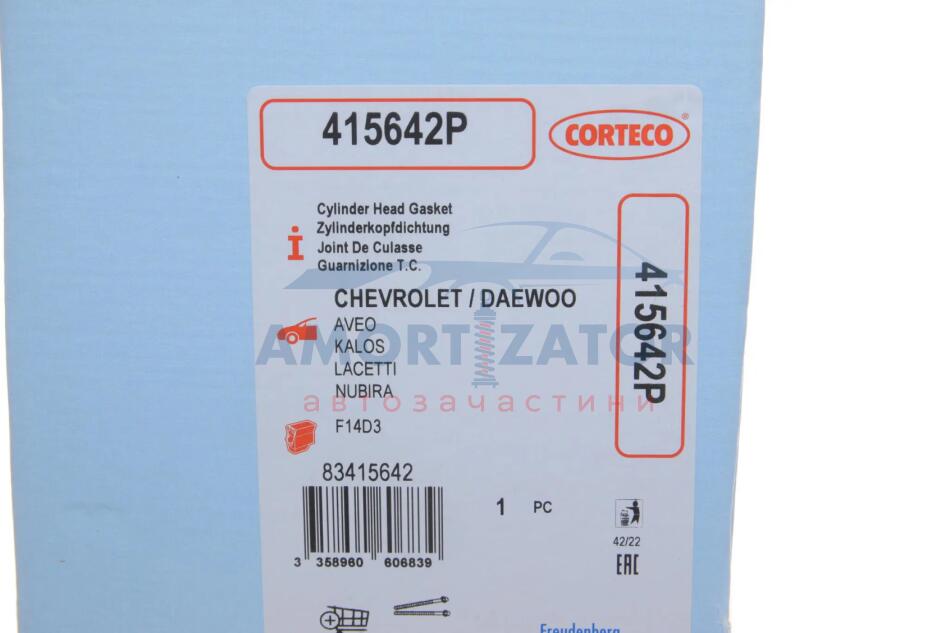 415642P
CORTECO®
Cylinder Head Gasket
Zylinderkopfdichtung
Joint De Culasse
Guarnizione T.C.
CHEVROLET / DAEWOO
AVEO
KALOS
LACETTI
NUBIRA
F14D3
415642P
AMORTIZATOR
автозачастини
83415642
3 358960 606839
1 PC
42/22
EAC
Freudenberg